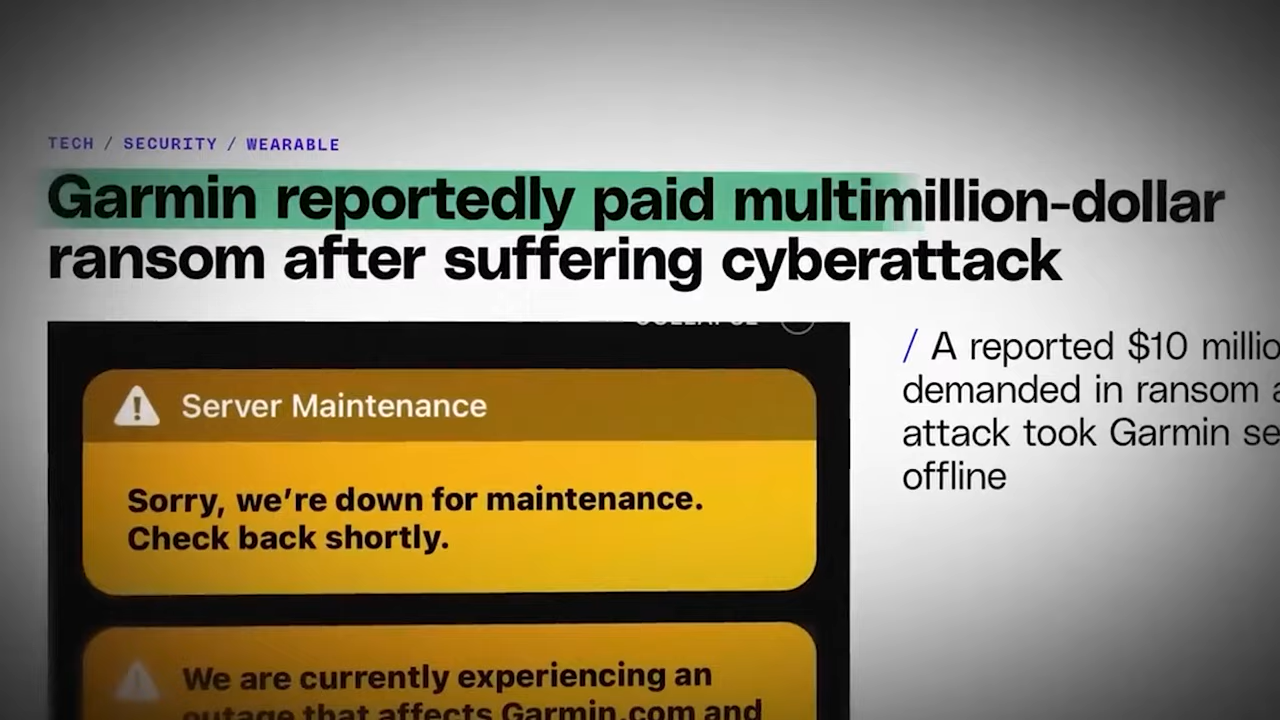 TECH / SECURITY / WEARABLE
Garmin reportedly paid multimillion-dollar
ransom after suffering cyberattack
Server Maintenance
Sorry, we're down for maintenance.
Check back shortly.
We are currently experiencing an
outage that affects Garmin.com and
/ A reported $10 millio
demanded in ransom a
attack took Garmin se
offline